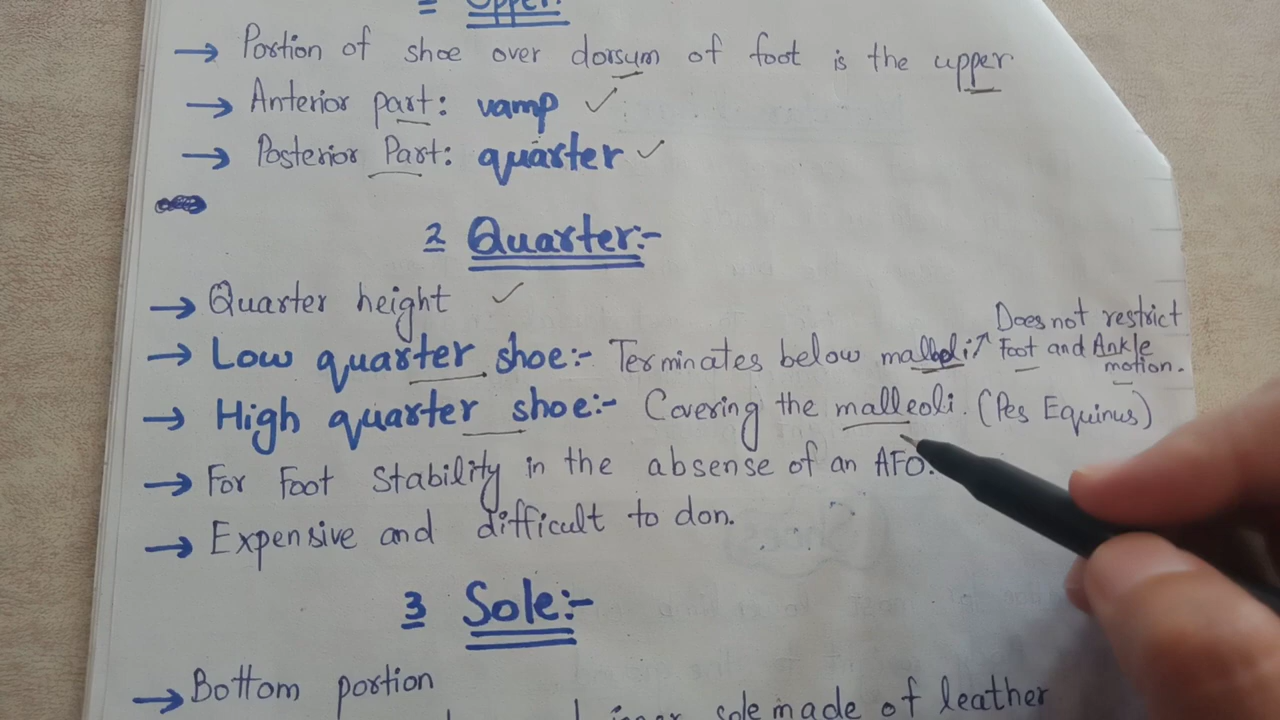 1 Upper:
→ Portion of shoe over dorsum of foot is the upper
→ Anterior part: vamp ✓
→ Posterior Part: quarter ✓
2 Quarter:-
→ Quarter height ✓
→ Low quarter shoe:- Terminates below malleoli ↗ Does not restrict
Foot and Ankle
motion.
→ High quarter shoe:- Covering the malleoli. (Pes Equinus)
→ For Foot Stability in the absense of an AFO.
→ Expensive and difficult to don.
3 Sole:-
→ Bottom portion
sole made of leather